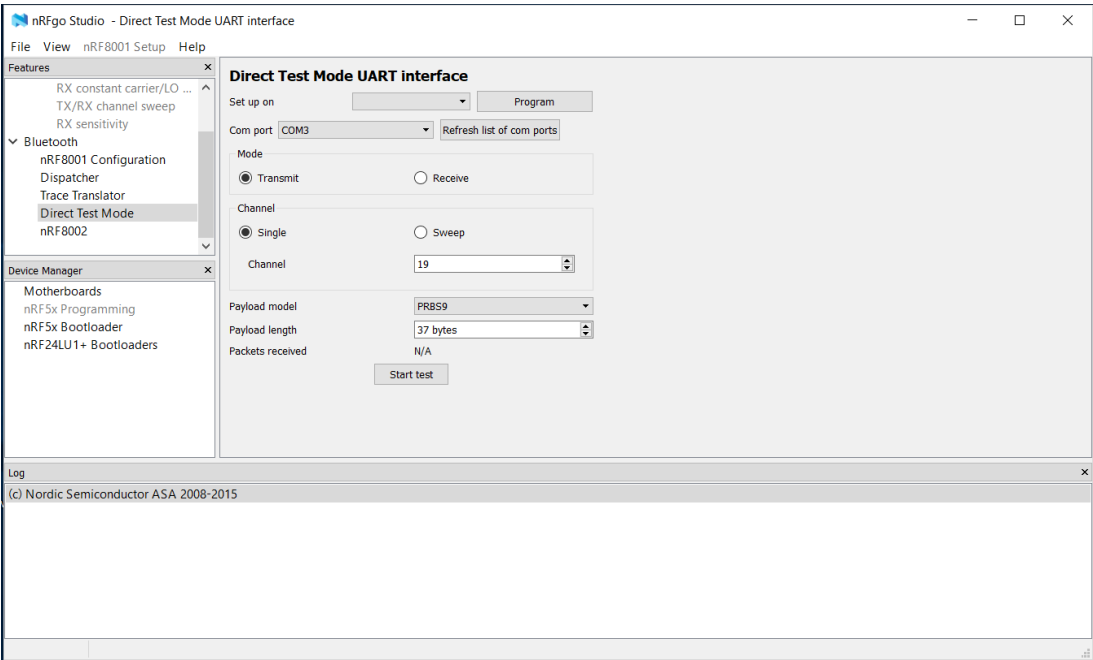 nRFgo Studio - Direct Test Mode UART interface
File View nRF8001 Setup Help
Features
RX constant carrier/LO ...
TX/RX channel sweep
RX sensitivity
Bluetooth
nRF8001 Configuration
Dispatcher
Trace Translator
Direct Test Mode
nRF8002
Device Manager
Motherboards
nRF5x Programming
nRF5x Bootloader
nRF24LU1+ Bootloaders
Direct Test Mode UART interface
Set up on Program
Com port COM3 Refresh list of com ports
Mode
Transmit Receive
Channel
Single Sweep
Channel 19
Payload model PRBS9
Payload length 37 bytes
Packets received N/A
Start test
Log
(c) Nordic Semiconductor ASA 2008-2015